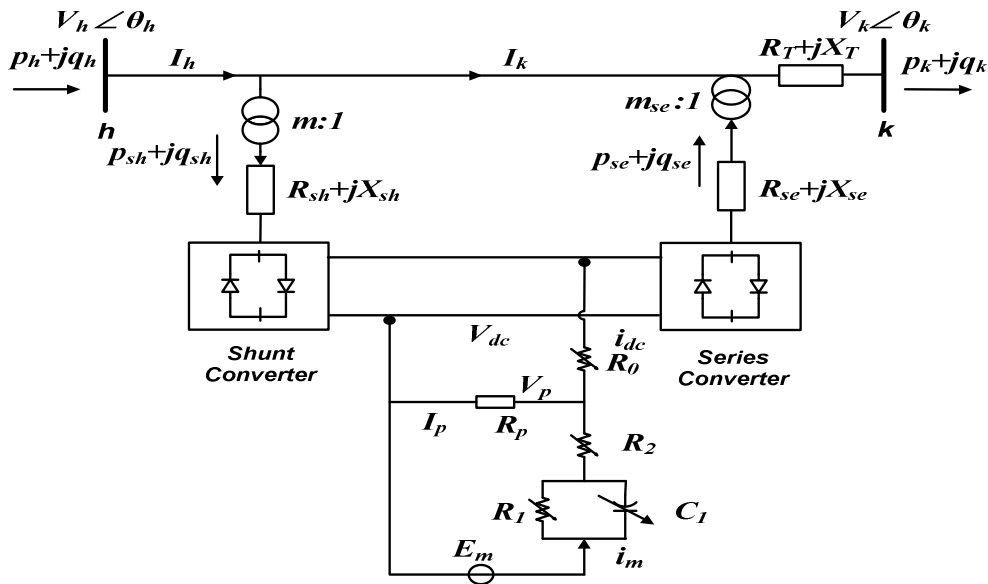 V_h∠θ_h
V_k∠θ_k
p_h+jq_h
I_h
I_k
R_T+jX_T
p_k+jq_k
h
m:1
m_se:1
k
p_sh+jq_sh
p_se+jq_se
R_sh+jX_sh
R_se+jX_se
V_dc
i_dc
Shunt
Converter
R_0
Series
Converter
V_p
I_p
R_p
R_2
R_1
C_1
E_m
i_m